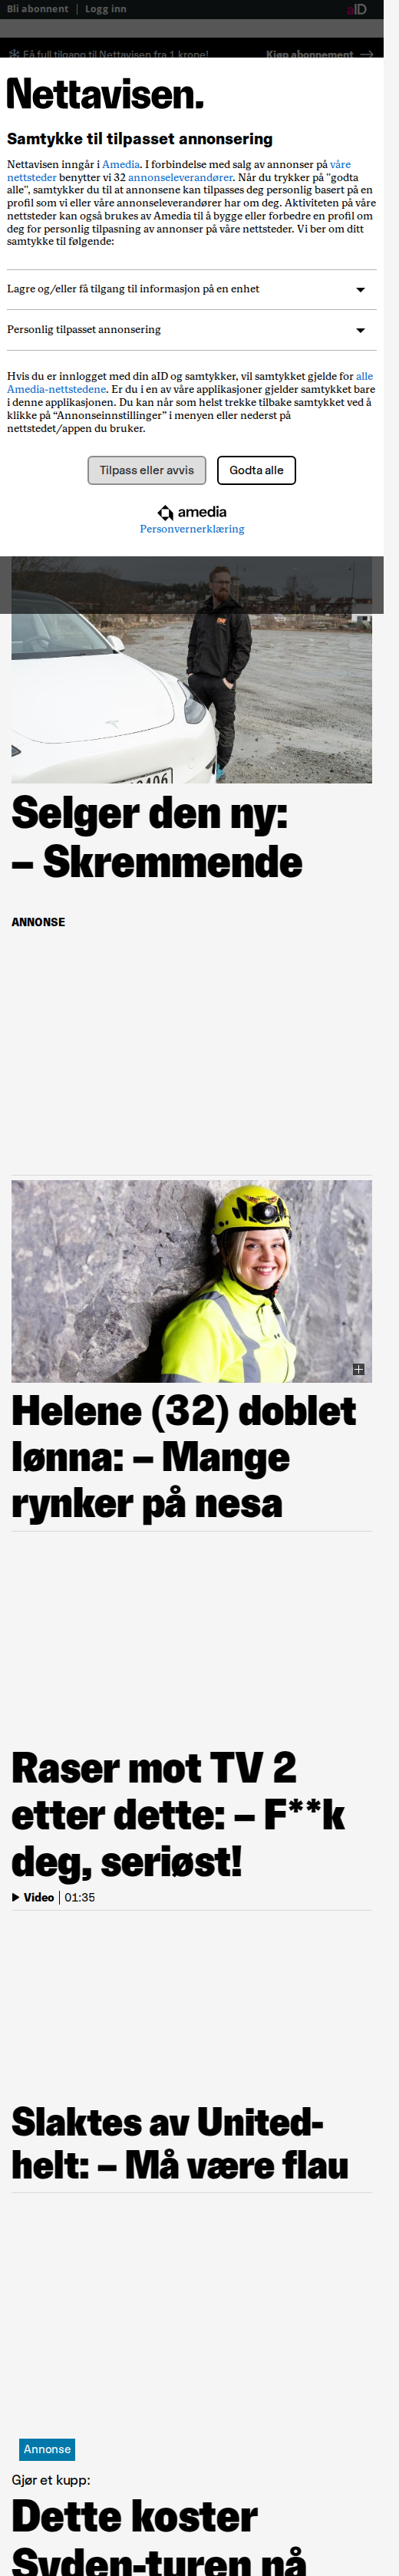 Bli abonnent | Logg inn
aID
Få full tilgang til Nettavisen fra 1 krone!
Kjøp abonnement →
Nettavisen.
Samtykke til tilpasset annonsering
Nettavisen inngår i Amedia. I forbindelse med salg av annonser på våre
nettsteder benytter vi 32 annonseleverandører. Når du trykker på "godta
alle", samtykker du til at annonsene kan tilpasses deg personlig basert på en
profil som vi eller våre annonseleverandører har om deg. Aktiviteten på våre
nettsteder kan også brukes av Amedia til å bygge eller forbedre en profil om
deg for personlig tilpasning av annonser på våre nettsteder. Vi ber om ditt
samtykke til følgende:
Lagre og/eller få tilgang til informasjon på en enhet
Personlig tilpasset annonsering
Hvis du er innlogget med din aID og samtykker, vil samtykket gjelde for alle
Amedia-nettstedene. Er du i en av våre applikasjoner gjelder samtykket bare
i denne applikasjonen. Du kan når som helst trekke tilbake samtykket ved å
klikke på “Annonseinnstillinger” i menyen eller nederst på
nettstedet/appen du bruker.
Tilpass eller avvis
Godta alle
amedia
Personvernerklæring
Selger den ny:
– Skremmende
ANNONSE
Helene (32) doblet
lønna: – Mange
rynker på nesa
Raser mot TV 2
etter dette: – F**k
deg, seriøst!
Video | 01:35
Slaktes av United-
helt: – Må være flau
Annonse
Gjør et kupp:
Dette koster
Syden-turen nå